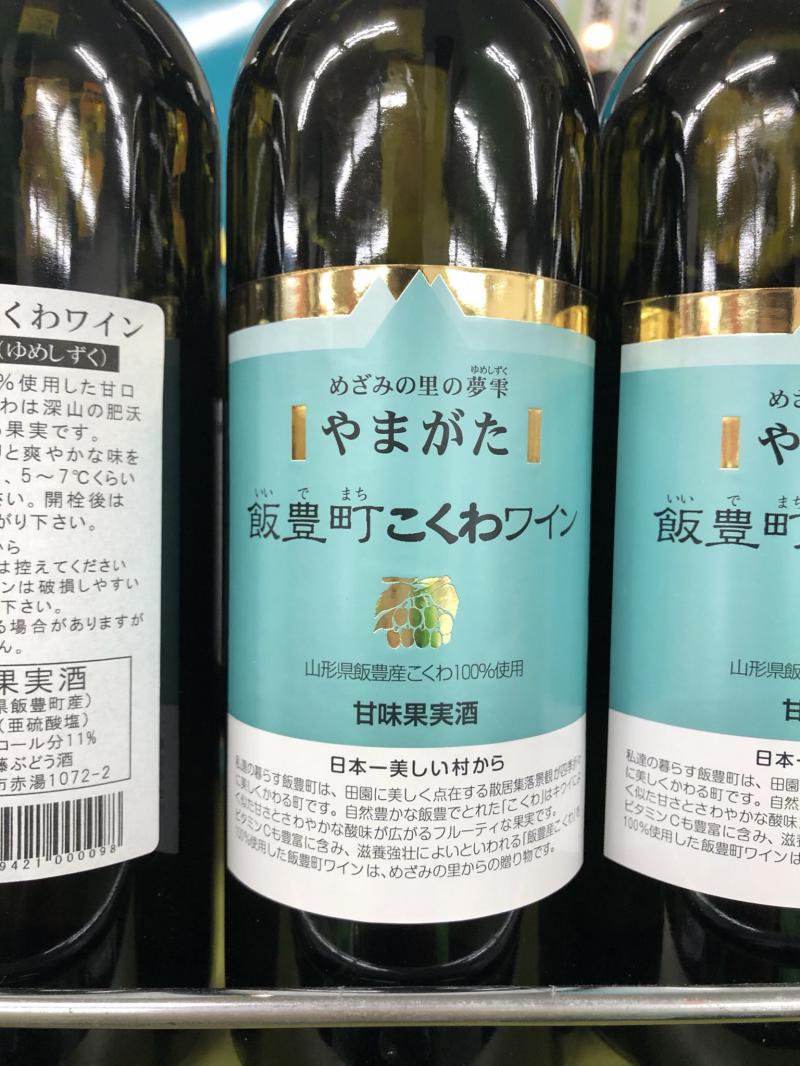 くわワイン
(ゆめしずく)
%使用した甘口
わは深山の肥沃
果実です。
と爽やかな味を
、5～7℃くらい
さい。開栓後は
がり下さい。
から
は控えてください
ンは破損しやすい
下さい。
る場合がありますが
ん。
果実酒
県飯豊町産)
(亜硫酸塩)
コール分11%
藤ぶどう酒
市赤湯1072-2
9421 000098
ゆめしずく
めざみの里の夢雫
やまがた
いい で まち
飯豊町こくわワイン
山形県飯豊産こくわ100%使用
甘味果実酒
日本一美しい村から
私達の暮らす飯豊町は、田園に美しく点在する散居集落景観が四季折々
に美しくかわる町です。自然豊かな飯豊でとれた「こくわ」はキウイによ
く似た甘さとさわやかな酸味が広がるフルーティな果実です。
ビタミンCも豊富に含み、滋養強壮によいといわれる「飯豊産こくわ」を
100%使用した飯豊町ワインは、めざみの里からの贈り物です。
めざ
や
いい で まち
飯豊町
山形県飯豊
甘
日本一
私達の暮らす飯豊町は、田園に美し
に美しくかわる町です。自然豊か
く似た甘さとさわやかな酸味
ビタミンCも豊富に含み、滋
100%使用した飯豊町ワインは